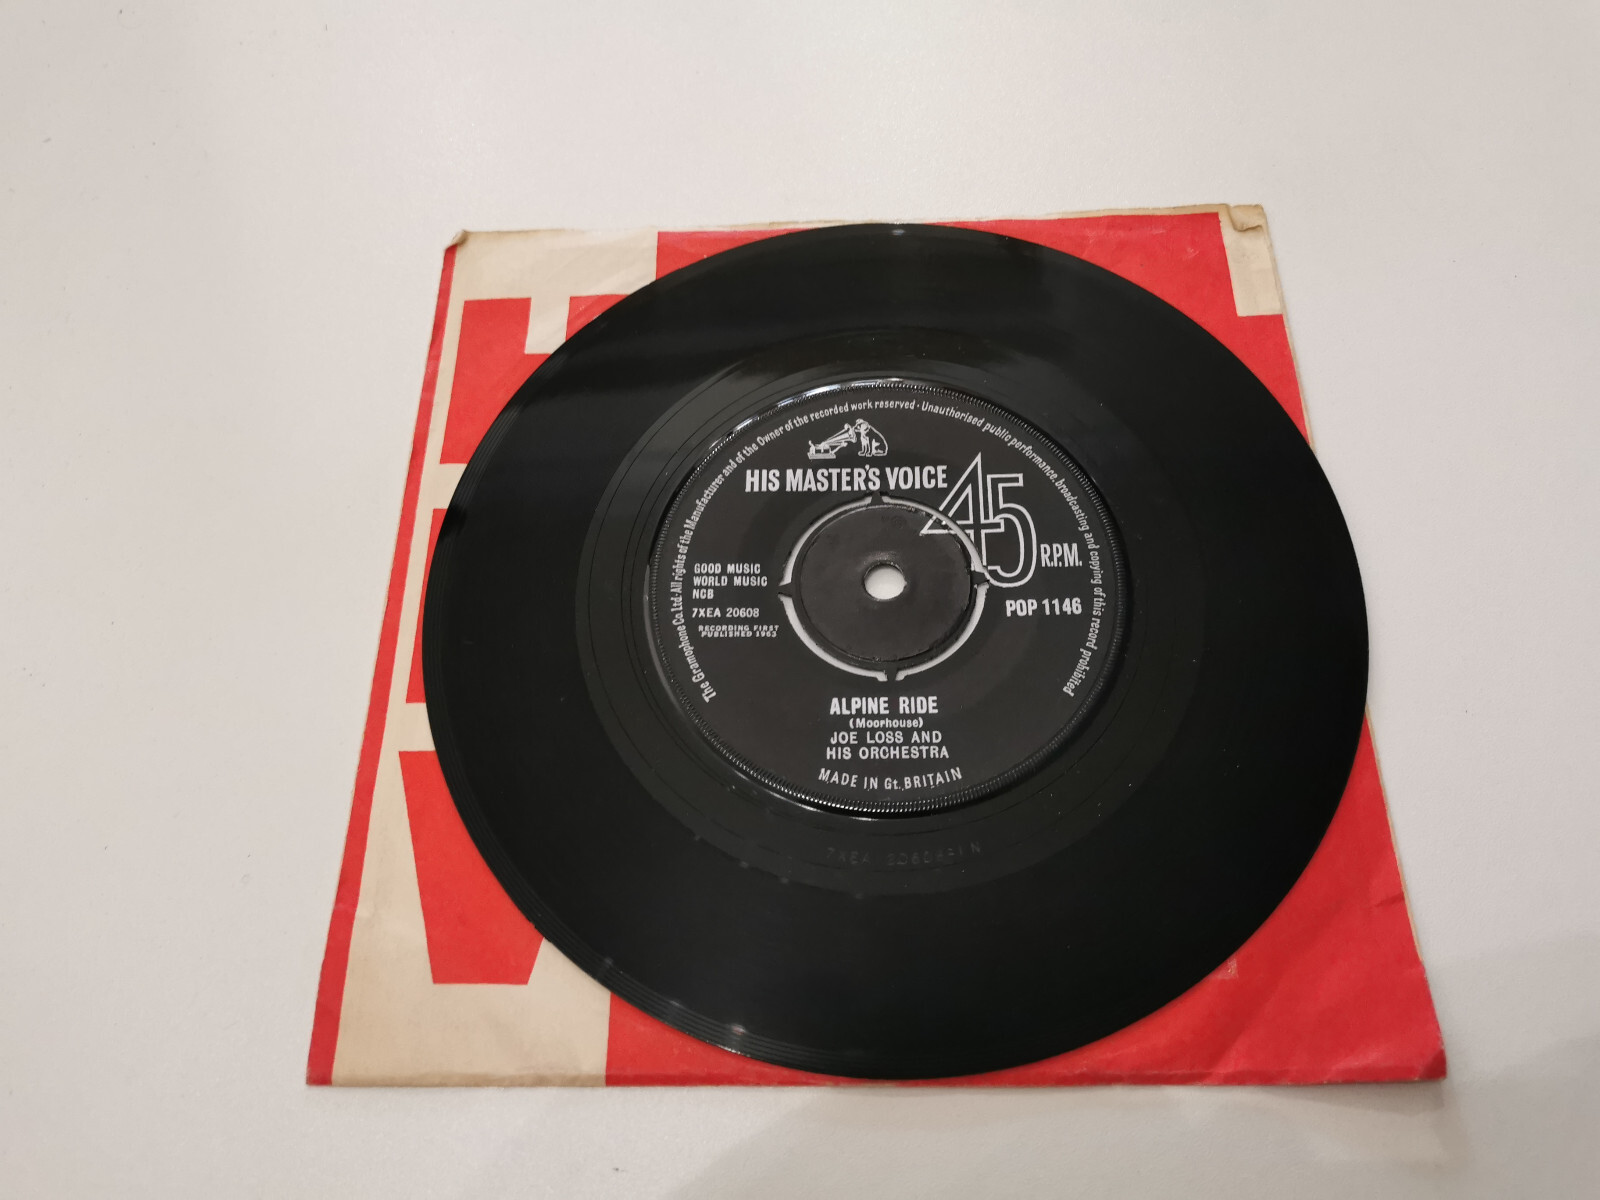 The Gramophone Co. Ltd · All rights of the Manufacturer and of the Owner of the recorded work reserved · Unauthorised public performance, broadcasting and copying of this record prohibited
HIS MASTER'S VOICE
45
R.P.M.
GOOD MUSIC
WORLD MUSIC
NCB
7XEA 20608
RECORDING FIRST
PUBLISHED 1963
POP 1146
ALPINE RIDE
(Moorhouse)
JOE LOSS AND
HIS ORCHESTRA
MADE IN Gt. BRITAIN
7XEA